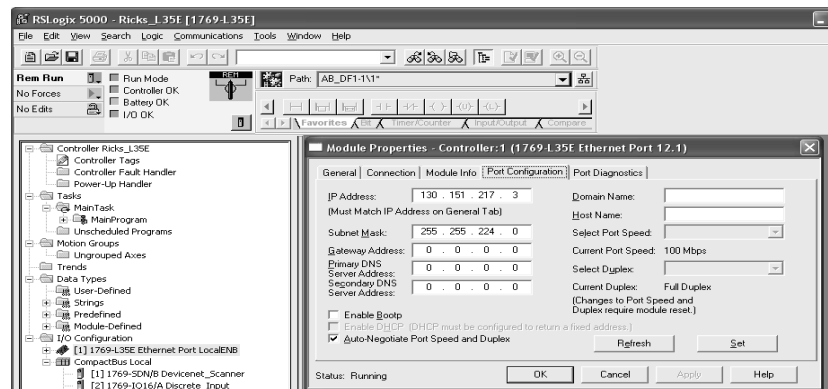 RSLogix 5000 - Ricks_L35E [1769-L35E]
File Edit View Search Logic Communications Tools Window Help
Rem Run
No Forces
No Edits
Run Mode
Controller OK
Battery OK
I/O OK
REM
Path: AB_DF1-1\1*
Favorites Bit Timer/Counter Input/Output Compare
Controller Ricks_L35E
Controller Tags
Controller Fault Handler
Power-Up Handler
Tasks
MainTask
MainProgram
Unscheduled Programs
Motion Groups
Ungrouped Axes
Trends
Data Types
User-Defined
Strings
Predefined
Module-Defined
I/O Configuration
[1] 1769-L35E Ethernet Port LocalENB
CompactBus Local
[1] 1769-SDN/B Devicenet_Scanner
[2] 1769-IQ16/A Discrete_Input
Module Properties - Controller:1 (1769-L35E Ethernet Port 12.1)
General Connection Module Info Port Configuration Port Diagnostics
IP Address: 130 . 151 . 217 . 3
(Must Match IP Address on General Tab)
Subnet Mask: 255 . 255 . 224 . 0
Gateway Address: 0 . 0 . 0 . 0
Primary DNS
Server Address: 0 . 0 . 0 . 0
Secondary DNS
Server Address: 0 . 0 . 0 . 0
Domain Name:
Host Name:
Select Port Speed:
Current Port Speed: 100 Mbps
Select Duplex:
Current Duplex: Full Duplex
(Changes to Port Speed and
Duplex require module reset.)
Enable Bootp
Enable DHCP (DHCP must be configured to return a fixed address.)
Auto-Negotiate Port Speed and Duplex
Refresh Set
Status: Running
OK Cancel Apply Help